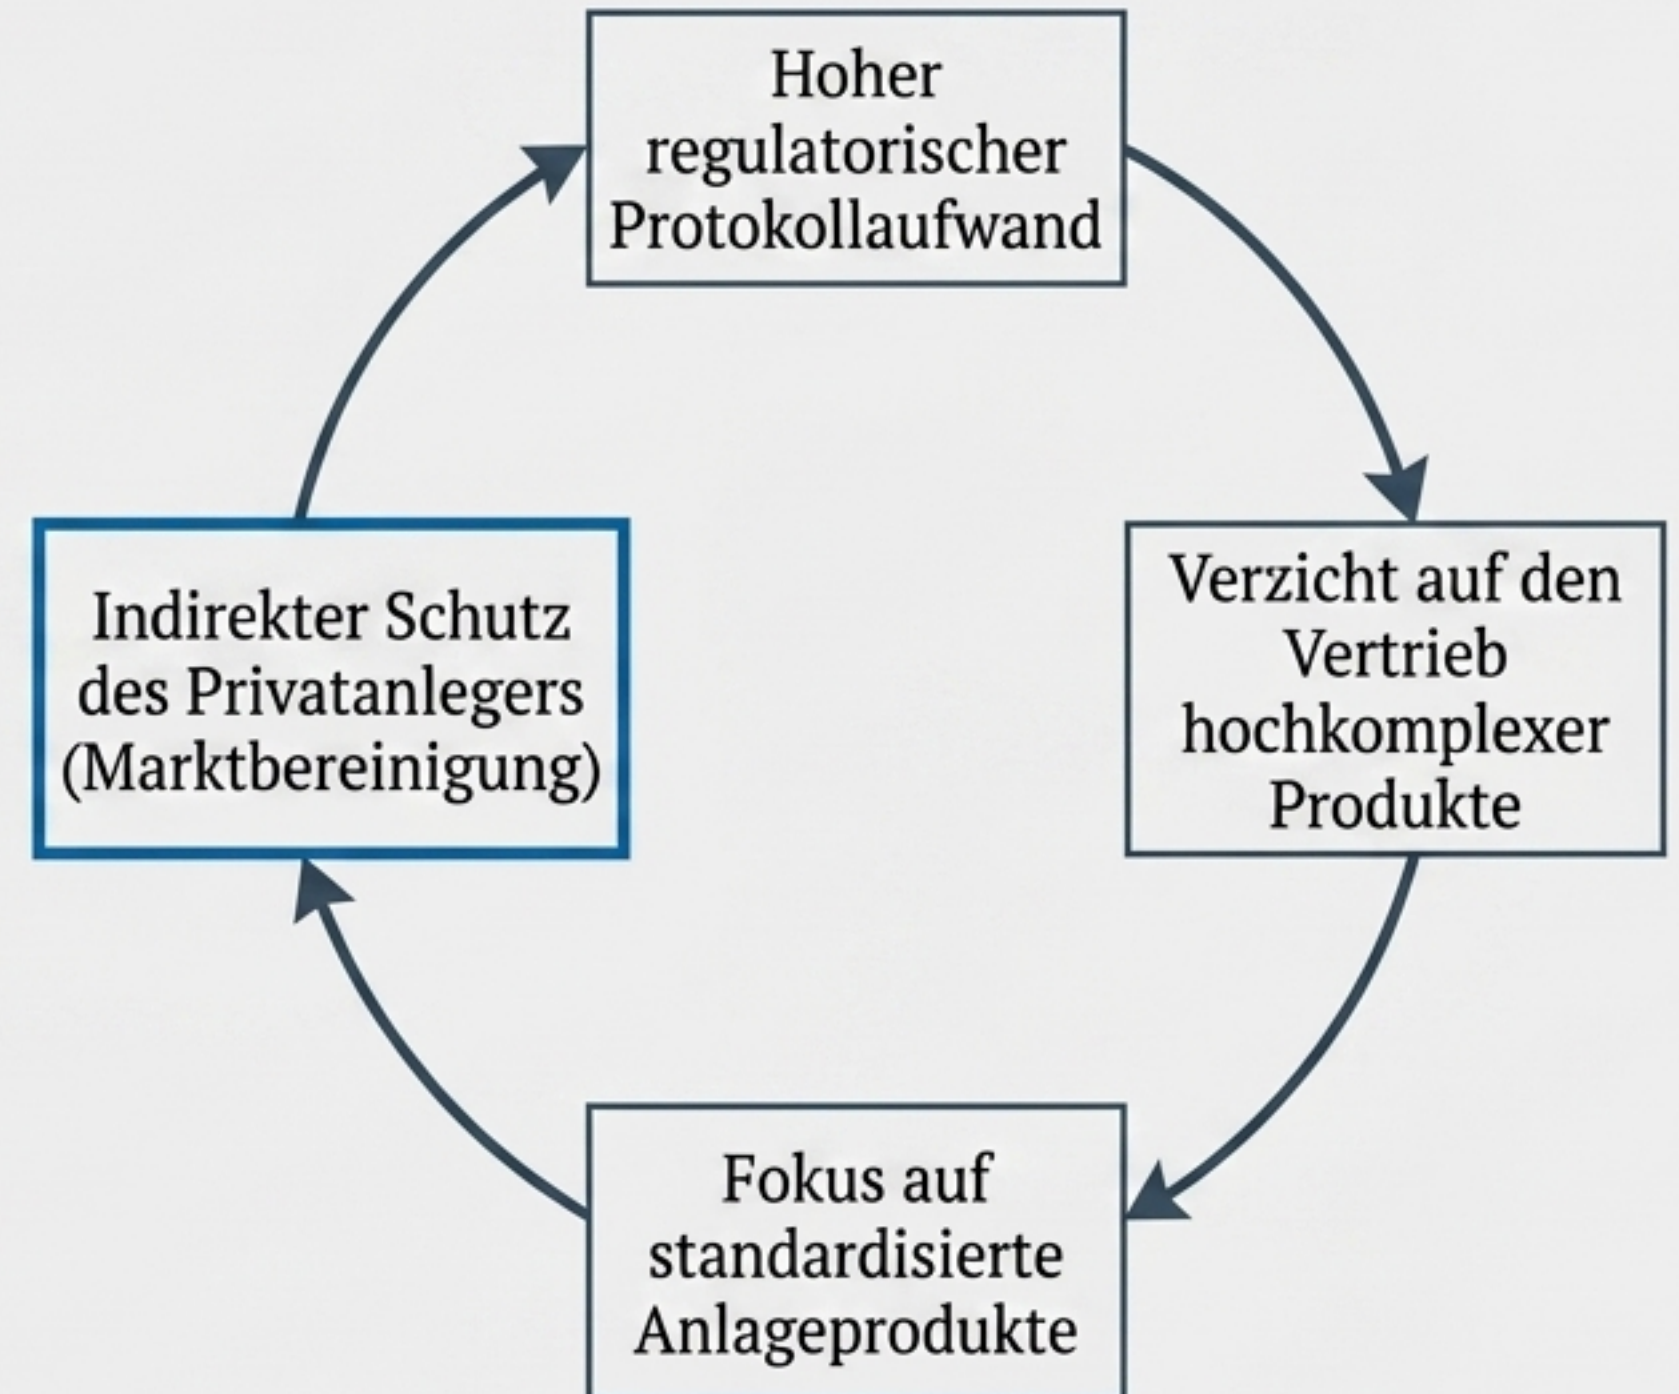 Hoher
regulatorischer
Protokollaufwand
Verzicht auf den
Vertrieb
hochkomplexer
Produkte
Fokus auf
standardisierte
Anlageprodukte
Indirekter Schutz
des Privatanlegers
(Marktbereinigung)